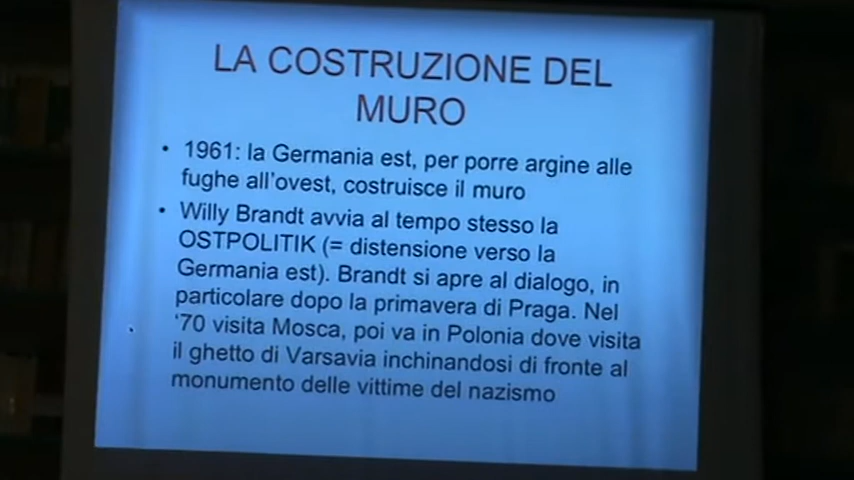 LA COSTRUZIONE DEL
MURO
• 1961: la Germania est, per porre argine alle
fughe all'ovest, costruisce il muro
• Willy Brandt avvia al tempo stesso la
OSTPOLITIK (= distensione verso la
Germania est). Brandt si apre al dialogo, in
particolare dopo la primavera di Praga. Nel
'70 visita Mosca, poi va in Polonia dove visita
il ghetto di Varsavia inchinandosi di fronte al
monumento delle vittime del nazismo